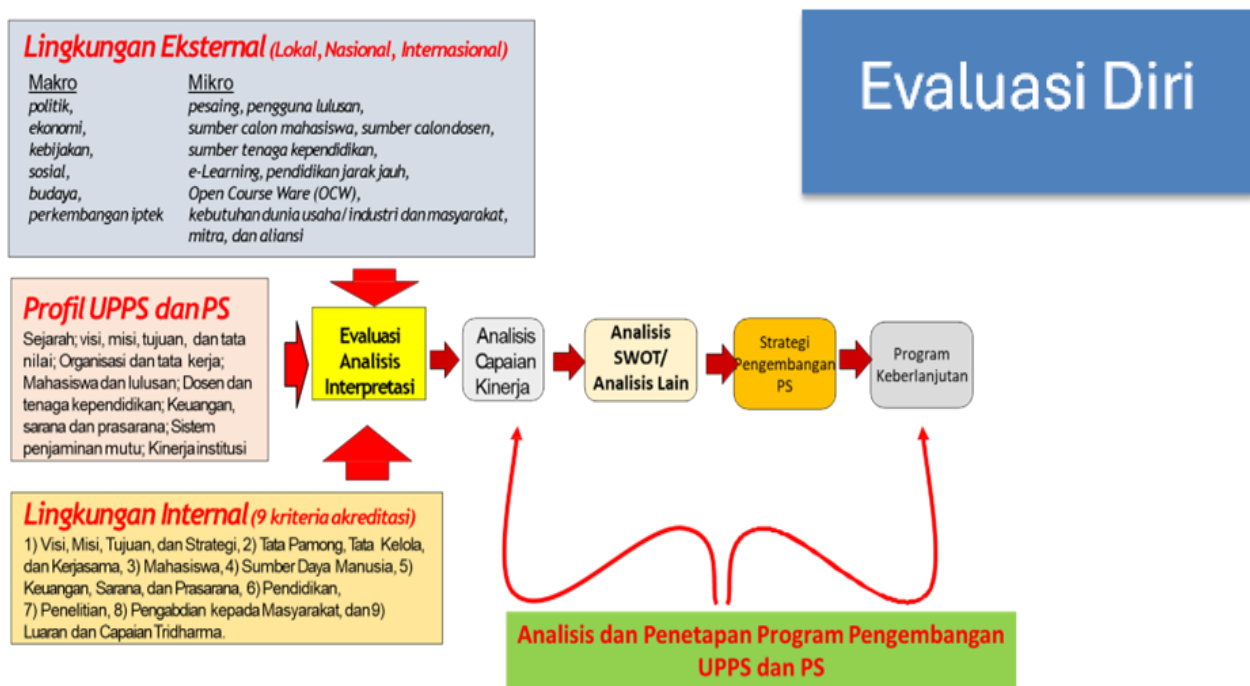 Lingkungan Eksternal (Lokal, Nasional, Internasional)
Makro
politik,
ekonomi,
kebijakan,
sosial,
budaya,
perkembangan iptek
Mikro
pesaing, pengguna lulusan,
sumber calon mahasiswa, sumber calon dosen,
sumber tenaga kependidikan,
e-Learning, pendidikan jarak jauh,
Open Course Ware (OCW),
kebutuhan dunia usaha/ industri dan masyarakat,
mitra, dan aliansi
Evaluasi Diri
Profil UPPS dan PS
Sejarah; visi, misi, tujuan, dan tata
nilai; Organisasi dan tata kerja;
Mahasiswa dan lulusan; Dosen dan
tenaga kependidikan; Keuangan,
sarana dan prasarana; Sistem
penjaminan mutu; Kinerja institusi
Evaluasi
Analisis
Interpretasi
Analisis
Capaian
Kinerja
Analisis
SWOT/
Analisis Lain
Strategi
Pengembangan
PS
Program
Keberlanjutan
Lingkungan Internal (9 kriteria akreditasi)
1) Visi, Misi, Tujuan, dan Strategi, 2) Tata Pamong, Tata Kelola,
dan Kerjasama, 3) Mahasiswa, 4) Sumber Daya Manusia, 5)
Keuangan, Sarana, dan Prasarana, 6) Pendidikan,
7) Penelitian, 8) Pengabdian kepada Masyarakat, dan 9)
Luaran dan Capaian Tridharma.
Analisis dan Penetapan Program Pengembangan
UPPS dan PS